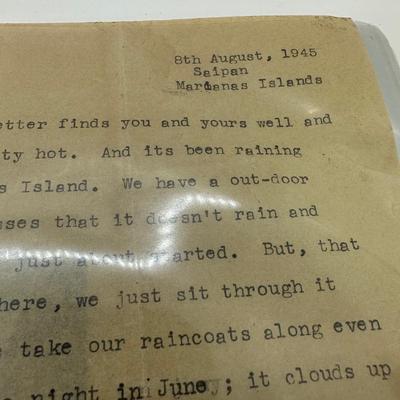 8th August, 1945
Saipan
Marianas Islands
etter finds you and yours well and
ty hot. And its been raining
s Island. We have a out-door
sses that it doesn't rain and
just about started. But, that
here, we just sit through it
take our raincoats along even
night in June; it clouds up